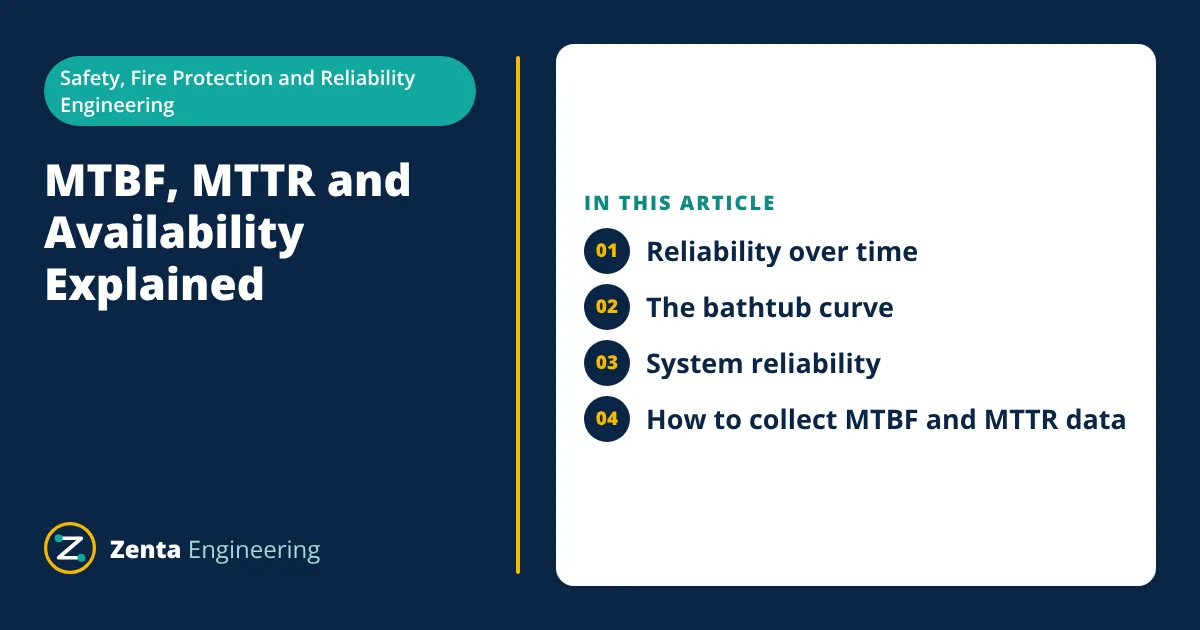 Safety, Fire Protection and Reliability
Engineering
MTBF, MTTR and
Availability
Explained
Zenta Engineering
IN THIS ARTICLE
01 Reliability over time
02 The bathtub curve
03 System reliability
04 How to collect MTBF and MTTR data